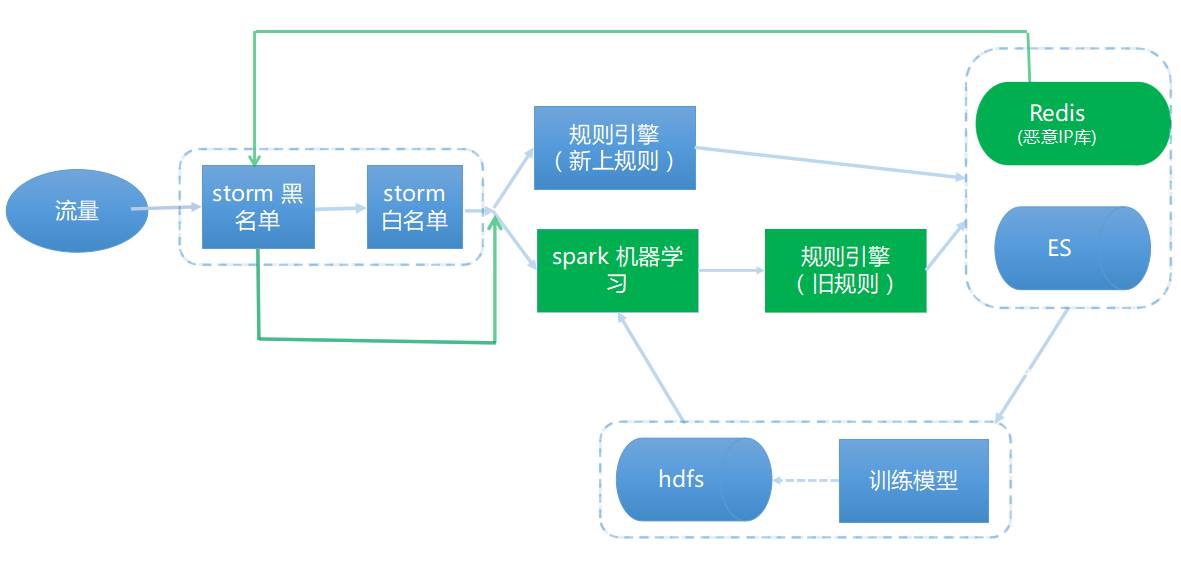 流量
storm 黑
名单
storm
白名单
规则引擎
（新上规则）
spark 机器学
习
规则引擎
（旧规则）
Redis
(恶意IP库)
ES
hdfs
训练模型